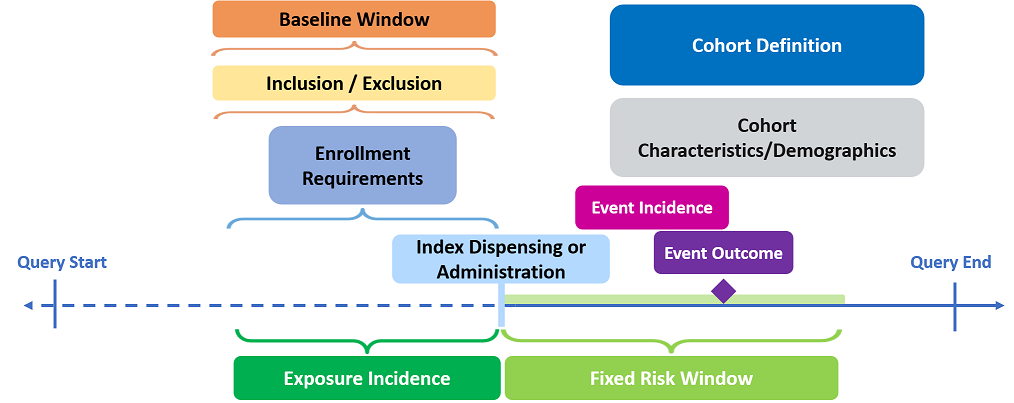 Baseline Window
Cohort Definition
Inclusion / Exclusion
Cohort
Characteristics/Demographics
Enrollment
Requirements
Event Incidence
Index Dispensing or
Administration
Event Outcome
Query Start
Query End
Exposure Incidence
Fixed Risk Window